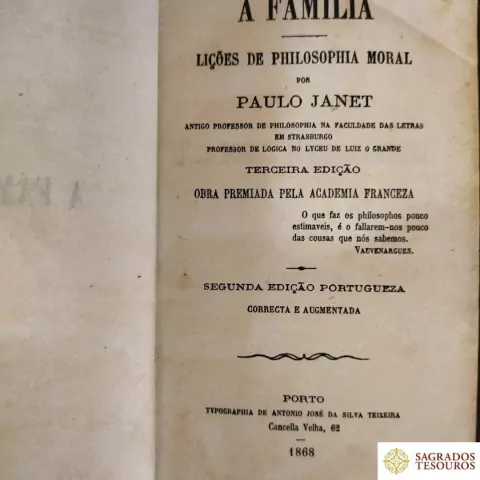 A FAMILIA
LIÇÕES DE PHILOSOPHIA MORAL
POR
PAULO JANET
ANTIGO PROFESSOR DE PHILOSOPHIA NA FACULDADE DAS LETRAS
EM STRASBURGO
PROFESSOR DE LOGICA NO LYCEU DE LUIZ O GRANDE
TERCEIRA EDIÇÃO
OBRA PREMIADA PELA ACADEMIA FRANCEZA
O que faz os philosophos pouco
estimaveis, é o fallarem-nos pouco
das cousas que nós sabemos.
VAUVENARGUES.
SEGUNDA EDIÇÃO PORTUGUEZA
CORRECTA E AUGMENTADA
PORTO
TYPOGRAPHIA DE ANTONIO JOSÉ DA SILVA TEIXEIRA
Cancella Velha, 62
1868
SAGRADOS
TESOUROS